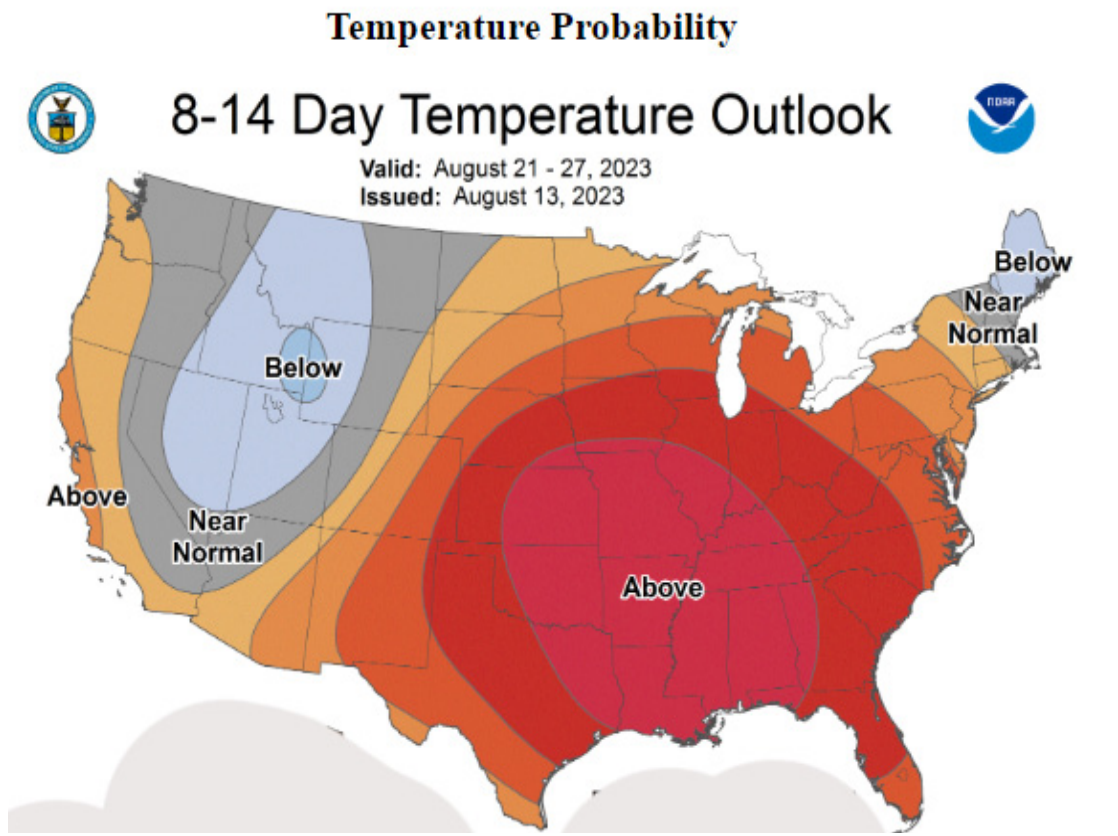 Temperature Probability
8-14 Day Temperature Outlook
NOAA
Valid: August 21 - 27, 2023
Issued: August 13, 2023
Below
Near
Normal
Below
Above
Near
Normal
Above